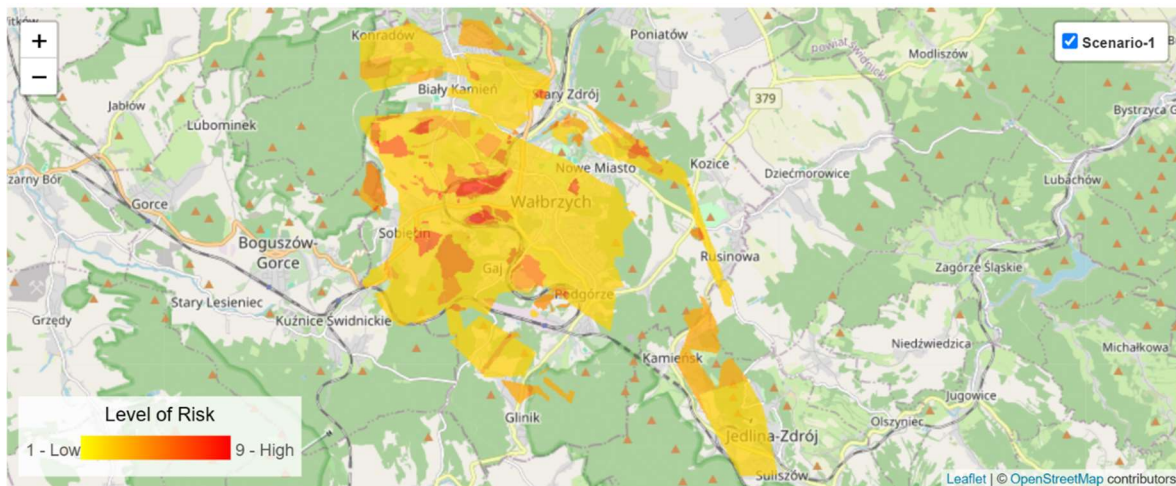 Konradów
Poniatów
+
Scenario-1
powiat świdnicki
Modliszów
−
Biały Kamień
Stary Zdrój
379
Jabłów
Lubominek
Bystrzyca G
Nowe Miasto
Kozice
Dziećmorowice
Czarny Bór
Lubachów
Gorce
Wałbrzych
Sobięcin
Boguszów-
Gorce
Rusinowa
Gaj
Zagórze Śląskie
Stary Lesieniec
Podgórze
Grzędy
Kuźnice Świdnickie
Niedźwiedzica
Michałkowa
Kamieńsk
Jugowice
Level of Risk
Glinik
Olszyniec
1 - Low
9 - High
Jedlina-Zdrój
Suliszów
Leaflet | © OpenStreetMap contributors